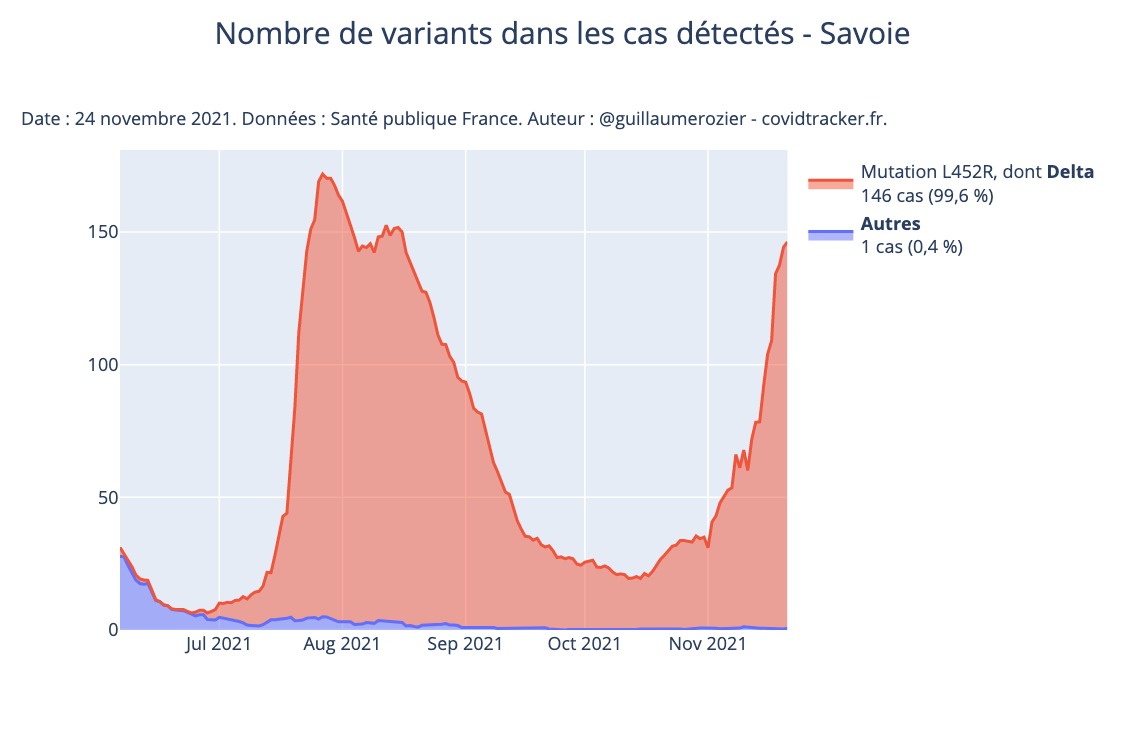 Nombre de variants dans les cas détectés - Savoie
Date : 24 novembre 2021. Données : Santé publique France. Auteur : @guillaumerozier - covidtracker.fr.
Mutation L452R, dont Delta
146 cas (99,6 %)
Autres
1 cas (0,4 %)
150
100
50
0
Jul 2021
Aug 2021
Sep 2021
Oct 2021
Nov 2021